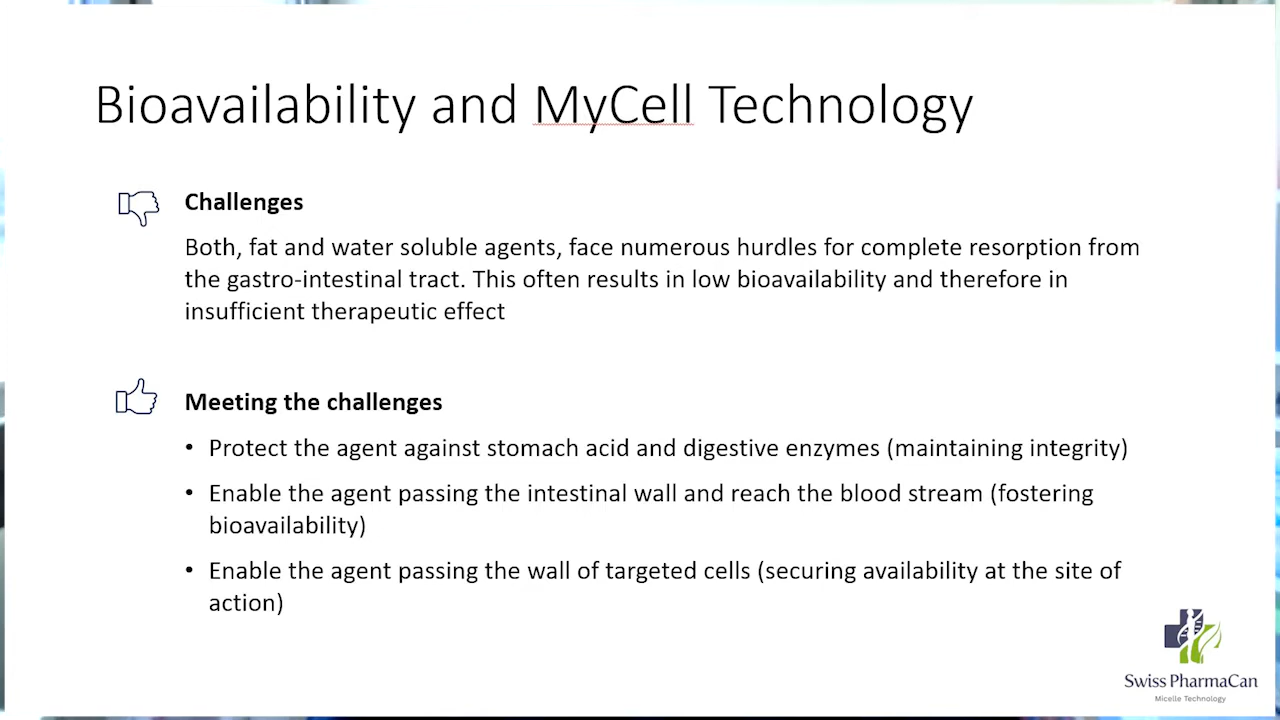 Bioavailability and MyCell Technology
Challenges
Both, fat and water soluble agents, face numerous hurdles for complete resorption from
the gastro-intestinal tract. This often results in low bioavailability and therefore in
insufficient therapeutic effect
Meeting the challenges
• Protect the agent against stomach acid and digestive enzymes (maintaining integrity)
• Enable the agent passing the intestinal wall and reach the blood stream (fostering
bioavailability)
• Enable the agent passing the wall of targeted cells (securing availability at the site of
action)
Swiss PharmaCan
Micelle Technology